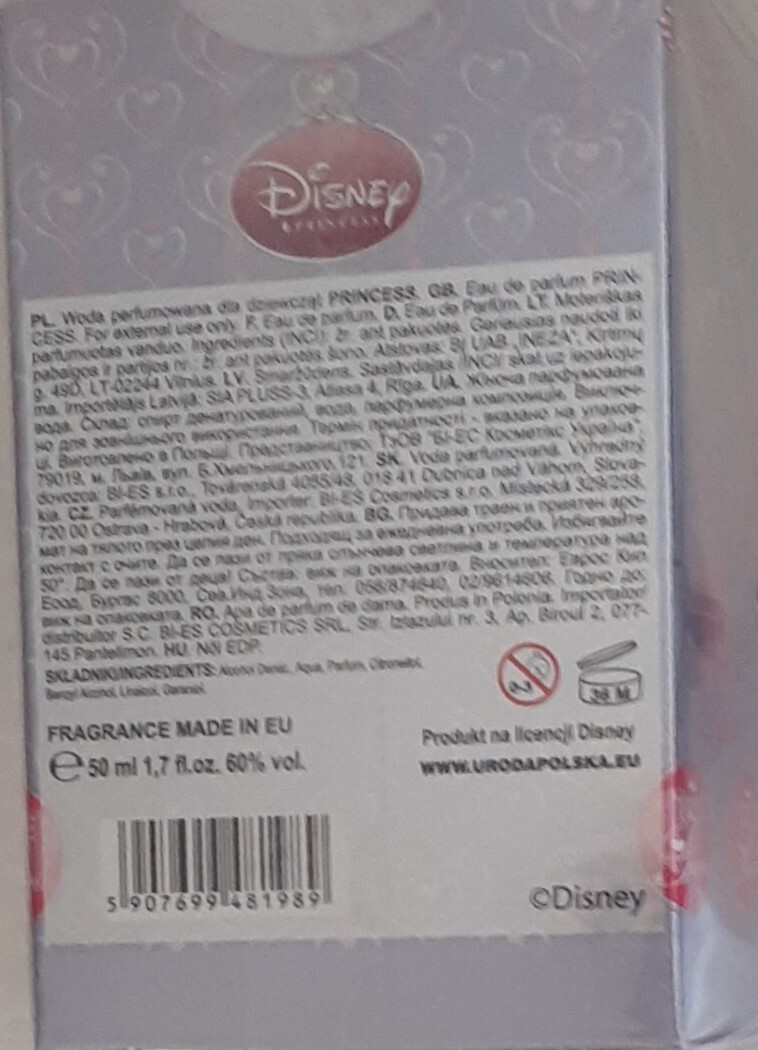 DISNEY
PRINCESS
PL. Woda perfumowana dla dziewcząt PRINCESS. GB. Eau de parfum PRIN-
CESS. For external use only. F. Eau de parfum. D. Eau de Parfum. LT. Moteriškas
parfumuotas vanduo. Ingredients (INCI): žr. ant pakuotės. Geriausias naudoti iki
pabaigos ir partijos nr.: žr. ant pakuotės šono. Atstovas: BĮ UAB „INEZA", Kirtimų
g. 49D, LT-02244 Vilnius. LV. Sastāvdaļas INCI skat uz iepakoju-
ma. Importētājs Latvijā: SIA PLUSS-3, Atlasa 4, Rīga. UA. Жіноча парфумована
вода. Склад: спирт денатурований, вода, парфумерна композиція. Виключ-
но для зовнішнього використання. Термін придатності - вказано на упаков-
ці. Виготовлено в Польщі. Представництво: ТзОВ "БІ-ЕС Косметікс Україна",
79019, м. Львів, вул. Б.Хмельницького, 121. SK. Voda parfumovaná. Výhradný
dovozca: BI-ES s.r.o., Továrenská 4055/48, 018 41 Dubnica nad Váhom, Slova-
kia. CZ. Parfémovaná voda. Importer: BI-ES Cosmetics s.r.o. Místecká 329/258,
720 00 Ostrava - Hrabová, Česká republika. BG. Придава траен и приятен аро-
мат на тялото през целия ден. Подходящ за ежедневна употреба. Избягвайте
контакт с очите. Да се пази от пряка слънчева светлина и температура над
50°. Да се пази от деца! Състав: виж на опаковката. Вносител: Еарос Кин
Еоод, Бургас 8000, Сев.Инд.Зона, тел. 056/874840, 02/9614806. Годно до:
виж на опаковката. RO. Apa de parfum de dama. Produs in Polonia. Importator/
distribuitor S.C. BI-ES COSMETICS SRL, Str. Izlazului nr. 3, Ap. Biroul 2, 077-
145 Pantelimon. HU. Női EDP.
SKŁADNIKI/INGREDIENTS: Alcohol Denat., Aqua, Parfum, Citronellol,
Benzyl Alcohol, Linalool, Geraniol.
0-3
36 M
FRAGRANCE MADE IN EU
Produkt na licencji Disney
e 50 ml 1,7 fl.oz. 60% vol.
WWW.URODAPOLSKA.EU
5 907699 481989
©Disney